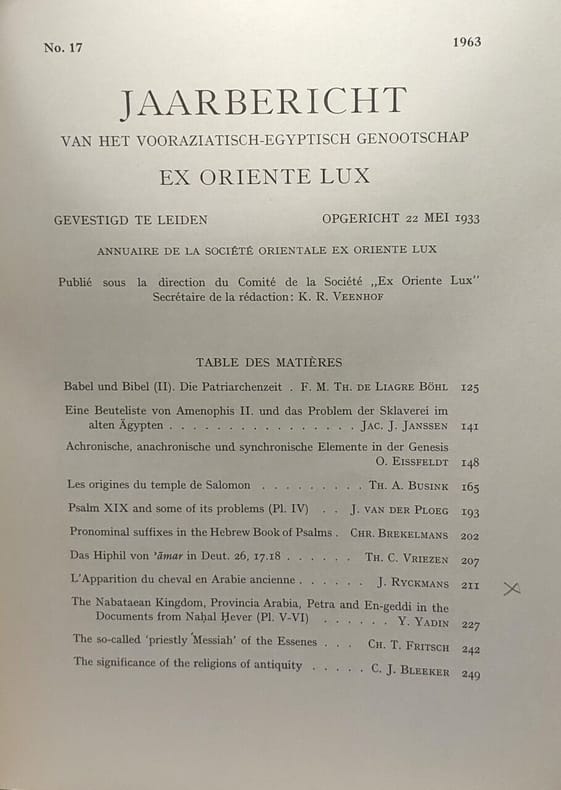 No. 17 1963
JAARBERICHT
VAN HET VOORAZIATISCH-EGYPTISCH GENOOTSCHAP
EX ORIENTE LUX
GEVESTIGD TE LEIDEN OPGERICHT 22 MEI 1933
ANNUAIRE DE LA SOCIÉTÉ ORIENTALE EX ORIENTE LUX
Publié sous la direction du Comité de la Société „Ex Oriente Lux”
Secrétaire de la rédaction: K. R. VEENHOF
TABLE DES MATIÈRES
Babel und Bibel (II). Die Patriarchenzeit . F. M. TH. DE LIAGRE BÖHL 125
Eine Beuteliste von Amenophis II. und das Problem der Sklaverei im
alten Ägypten . . . . . . . . . . . . . . . . JAC. J. JANSSEN 141
Achronische, anachronische und synchronische Elemente in der Genesis
O. EISSFELDT 148
Les origines du temple de Salomon . . . . . . . . . TH. A. BUSINK 165
Psalm XIX and some of its problems (Pl. IV) . . J. VAN DER PLOEG 193
Pronominal suffixes in the Hebrew Book of Psalms . CHR. BREKELMANS 202
Das Hiphil von ’āmar in Deut. 26, 17.18 . . . . . . TH. C. VRIEZEN 207
L’Apparition du cheval en Arabie ancienne . . . . . . J. RYCKMANS 211
The Nabataean Kingdom, Provincia Arabia, Petra and En-geddi in the
Documents from Naḥal Ḥever (Pl. V-VI) . . . . . . Y. YADIN 227
The so-called ‘priestly Messiah’ of the Essenes . . . CH. T. FRITSCH 242
The significance of the religions of antiquity . . . . . C. J. BLEEKER 249